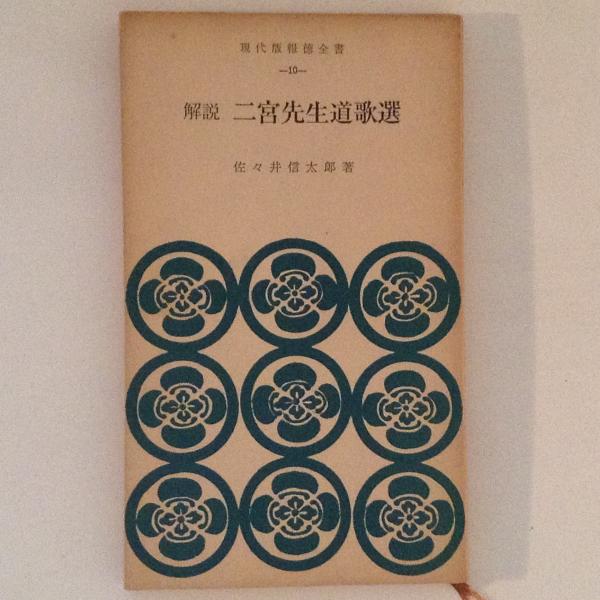 現代版報徳全書
―10―
解説 二宮先生道歌選
佐々井信太郎著